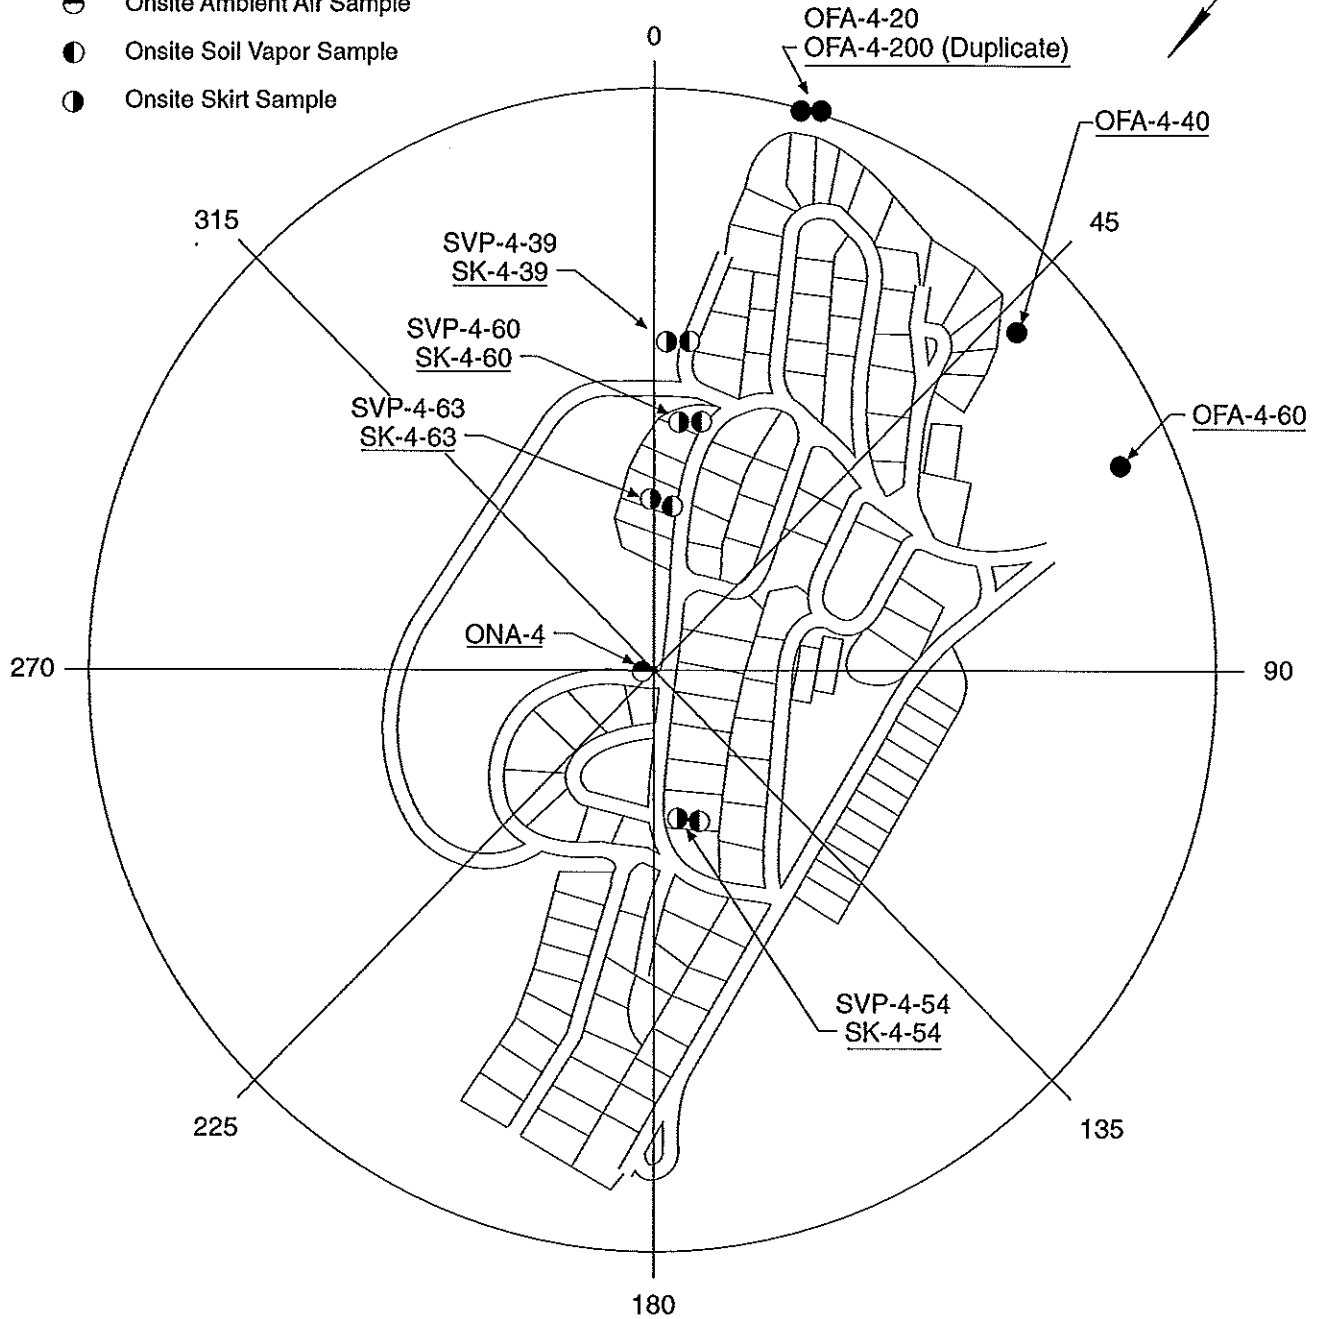 Onsite Ambient Air Sample
Onsite Soil Vapor Sample
Onsite Skirt Sample
OFA-4-20
OFA-4-200 (Duplicate)
0
OFA-4-40
315
45
SVP-4-39
SK-4-39
SVP-4-60
SK-4-60
SVP-4-63
SK-4-63
OFA-4-60
ONA-4
270
90
SVP-4-54
SK-4-54
225
135
180